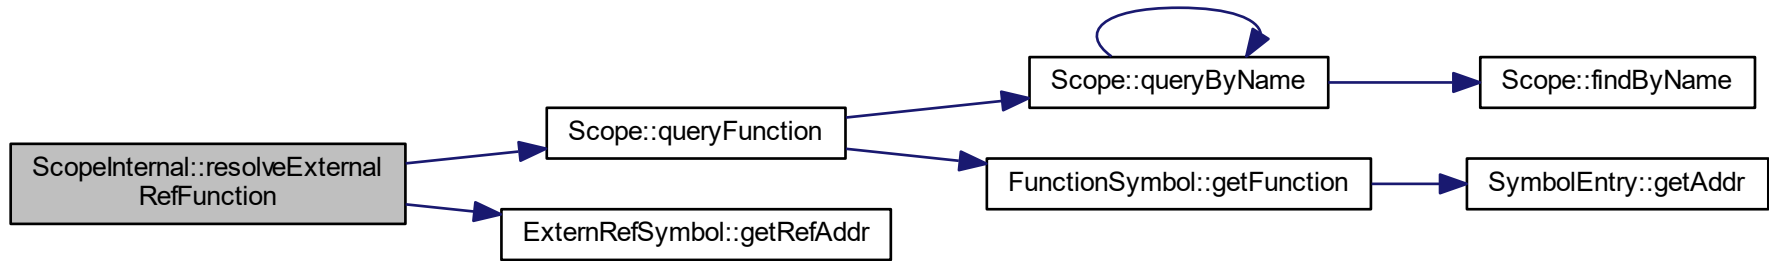 ScopeInternal::resolveExternal
RefFunction
Scope::queryFunction
ExternRefSymbol::getRefAddr
Scope::queryByName
FunctionSymbol::getFunction
Scope::findByName
SymbolEntry::getAddr